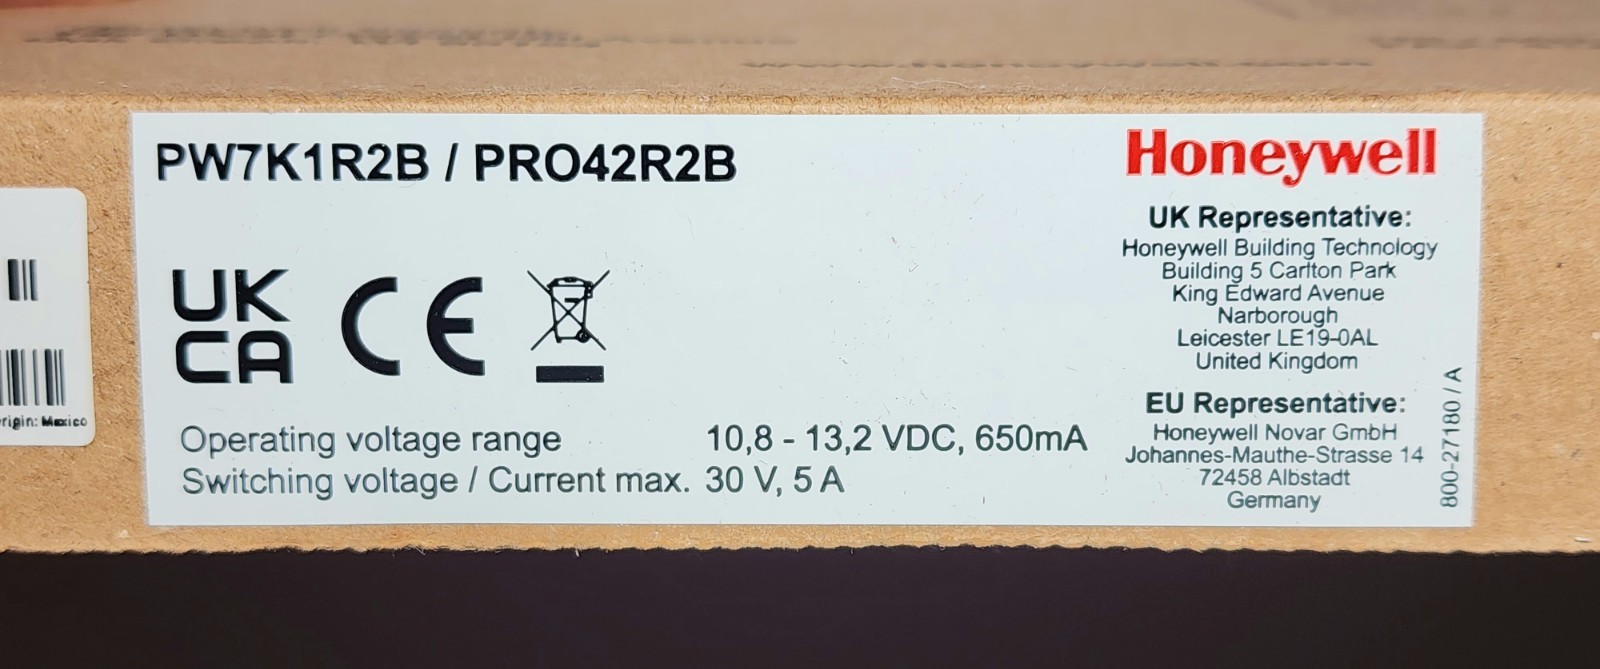 PW7K1R2B / PRO42R2B
UK
CA
CE
Operating voltage range 10,8 - 13,2 VDC, 650mA
Switching voltage / Current max. 30 V, 5 A
Honeywell
UK Representative:
Honeywell Building Technology
Building 5 Carlton Park
King Edward Avenue
Narborough
Leicester LE19-0AL
United Kingdom
EU Representative:
Honeywell Novar GmbH
Johannes-Mauthe-Strasse 14
72458 Albstadt
Germany
800-27180 / A
rigin: Mexico